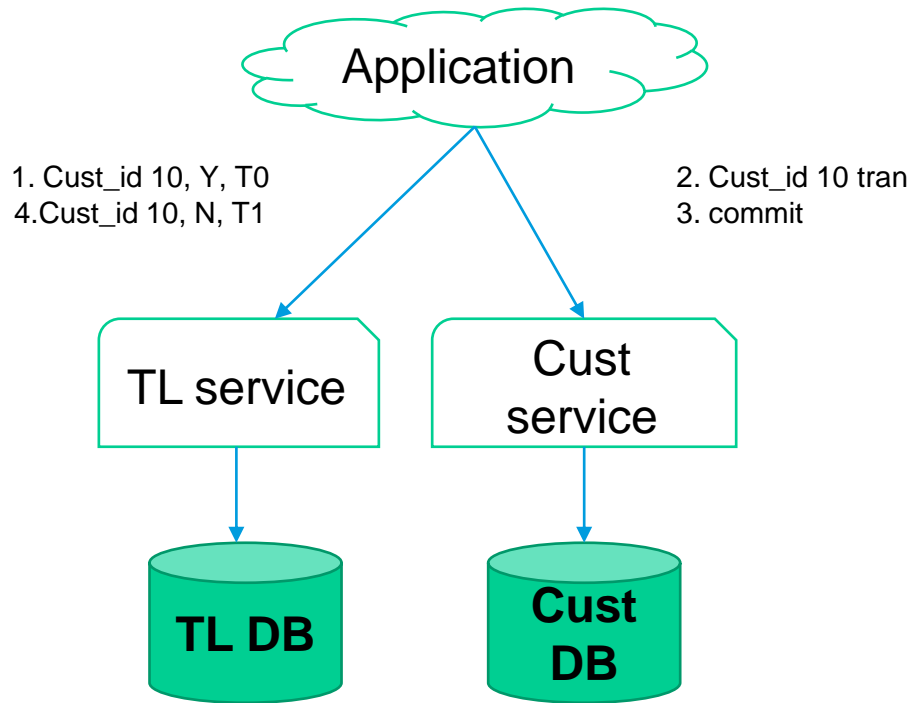 Application
1. Cust_id 10, Y, T0
4.Cust_id 10, N, T1
2. Cust_id 10 tran
3. commit
TL service
Cust
service
TL DB
Cust
DB